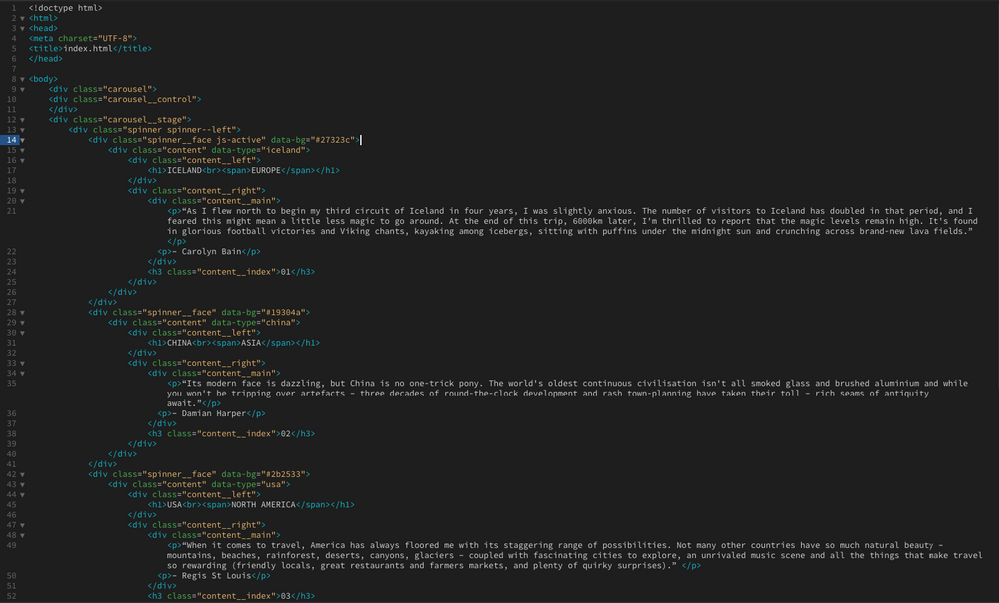 1 <!doctype html>
2 ▼ <html>
3 ▼ <head>
4 <meta charset="UTF-8">
5 <title>index.html</title>
6 </head>
7
8 ▼ <body>
9 ▼ <div class="carousel">
10 <div class="carousel__control">
11 </div>
12 ▼ <div class="carousel__stage">
13 ▼ <div class="spinner spinner--left">
14 ▼ <div class="spinner__face js-active" data-bg="#27323c">
15 ▼ <div class="content" data-type="iceland">
16 ▼ <div class="content__left">
17 <h1>ICELAND<br><span>EUROPE</span></h1>
18 </div>
19 ▼ <div class="content__right">
20 ▼ <div class="content__main">
21 <p>“As I flew north to begin my third circuit of Iceland in four years, I was slightly anxious. The number of visitors to Iceland has doubled in that period, and I
feared this might mean a little less magic to go around. At the end of this trip, 6000km later, I'm thrilled to report that the magic levels remain high. It's found
in glorious football victories and Viking chants, kayaking among icebergs, sitting with puffins under the midnight sun and crunching across brand-new lava fields.”
</p>
22 <p>– Carolyn Bain</p>
23 </div>
24 <h3 class="content__index">01</h3>
25 </div>
26 </div>
27 </div>
28 ▼ <div class="spinner__face" data-bg="#19304a">
29 ▼ <div class="content" data-type="china">
30 ▼ <div class="content__left">
31 <h1>CHINA<br><span>ASIA</span></h1>
32 </div>
33 ▼ <div class="content__right">
34 ▼ <div class="content__main">
35 <p>“Its modern face is dazzling, but China is no one-trick pony. The world's oldest continuous civilisation isn't all smoked glass and brushed aluminium and while
you won't be tripping over artefacts – three decades of round-the-clock development and rash town-planning have taken their toll – rich seams of antiquity
await.”</p>
36 <p>– Damian Harper</p>
37 </div>
38 <h3 class="content__index">02</h3>
39 </div>
40 </div>
41 </div>
42 ▼ <div class="spinner__face" data-bg="#2b2533">
43 ▼ <div class="content" data-type="usa">
44 ▼ <div class="content__left">
45 <h1>USA<br><span>NORTH AMERICA</span></h1>
46 </div>
47 ▼ <div class="content__right">
48 ▼ <div class="content__main">
49 <p>“When it comes to travel, America has always floored me with its staggering range of possibilities. Not many other countries have so much natural beauty –
mountains, beaches, rainforest, deserts, canyons, glaciers – coupled with fascinating cities to explore, an unrivaled music scene and all the things that make travel
so rewarding (friendly locals, great restaurants and farmers markets, and plenty of quirky surprises).” </p>
50 <p>– Regis St Louis</p>
51 </div>
52 <h3 class="content__index">03</h3>